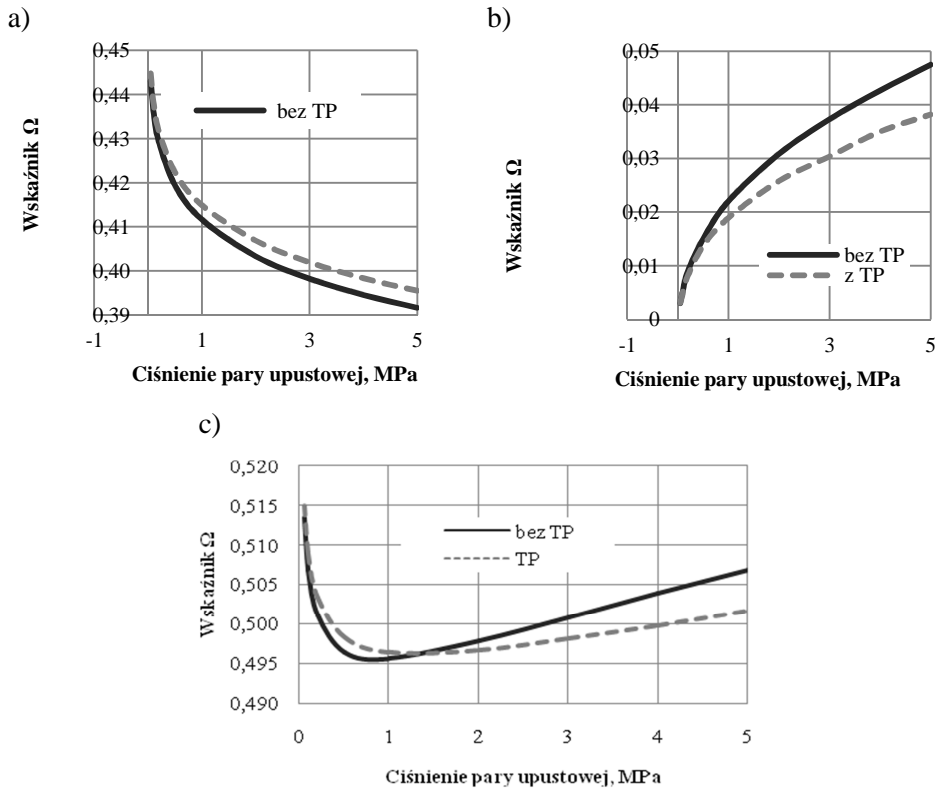 a)
0,45
0,44
0,43
0,42
0,41
0,40
0,39
-1
1
3
5
Wskaźnik Ω
bez TP
Ciśnienie pary upustowej, MPa
b)
0,05
0,04
0,03
0,02
0,01
0
-1
1
3
5
Wskaźnik Ω
bez TP
z TP
Ciśnienie pary upustowej, MPa
c)
0,520
0,515
0,510
0,505
0,500
0,495
0,490
0
1
2
3
4
5
Wskaźnik Ω
bez TP
TP
Ciśnienie pary upustowej, MPa